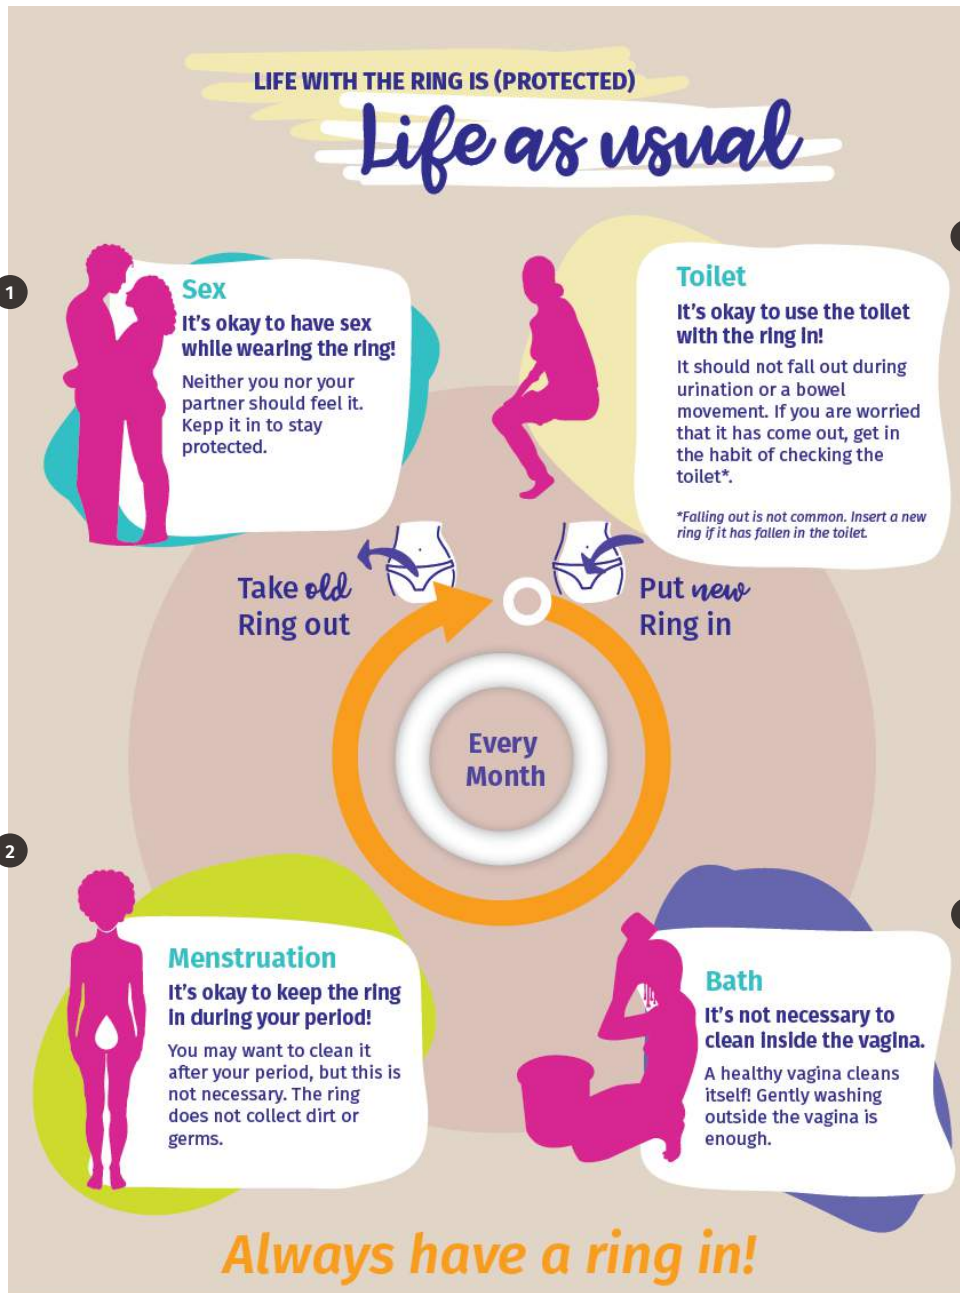 LIFE WITH THE RING IS (PROTECTED)
Life as usual
1
Sex
It's okay to have sex
while wearing the ring!
Neither you nor your
partner should feel it.
Kepp it in to stay
protected.
Toilet
It's okay to use the toilet
with the ring in!
It should not fall out during
urination or a bowel
movement. If you are worried
that it has come out, get in
the habit of checking the
toilet*.
*Falling out is not common. Insert a new
ring if it has fallen in the toilet.
Take old
Ring out
Put new
Ring in
Every
Month
2
Menstruation
It's okay to keep the ring
in during your period!
You may want to clean it
after your period, but this is
not necessary. The ring
does not collect dirt or
germs.
Bath
It's not necessary to
clean inside the vagina.
A healthy vagina cleans
itself! Gently washing
outside the vagina is
enough.
Always have a ring in!